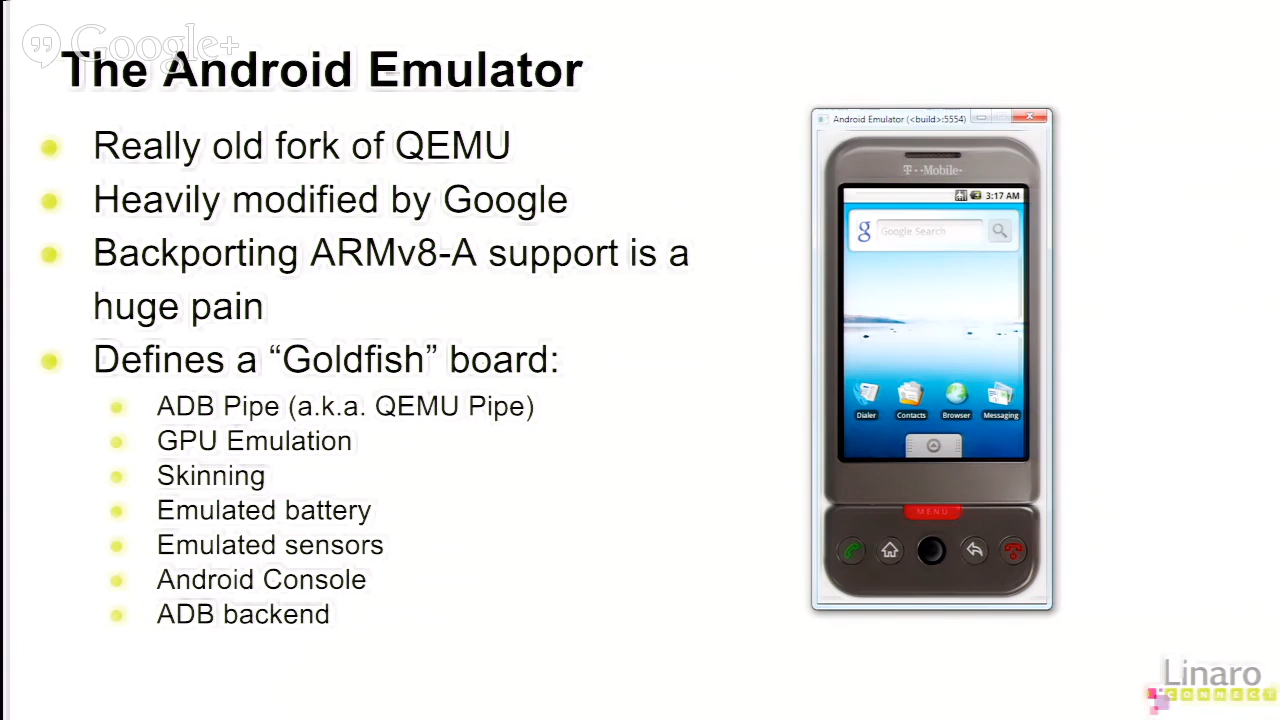 Google+
The Android Emulator
Really old fork of QEMU
Heavily modified by Google
Backporting ARMv8-A support is a
huge pain
Defines a “Goldfish” board:
ADB Pipe (a.k.a. QEMU Pipe)
GPU Emulation
Skinning
Emulated battery
Emulated sensors
Android Console
ADB backend
Android Emulator (<build>:5554)
T··Mobile·
3:17 AM
g Google Search
Dialer Contacts Browser Messaging
MENU
Linaro
CONNECT